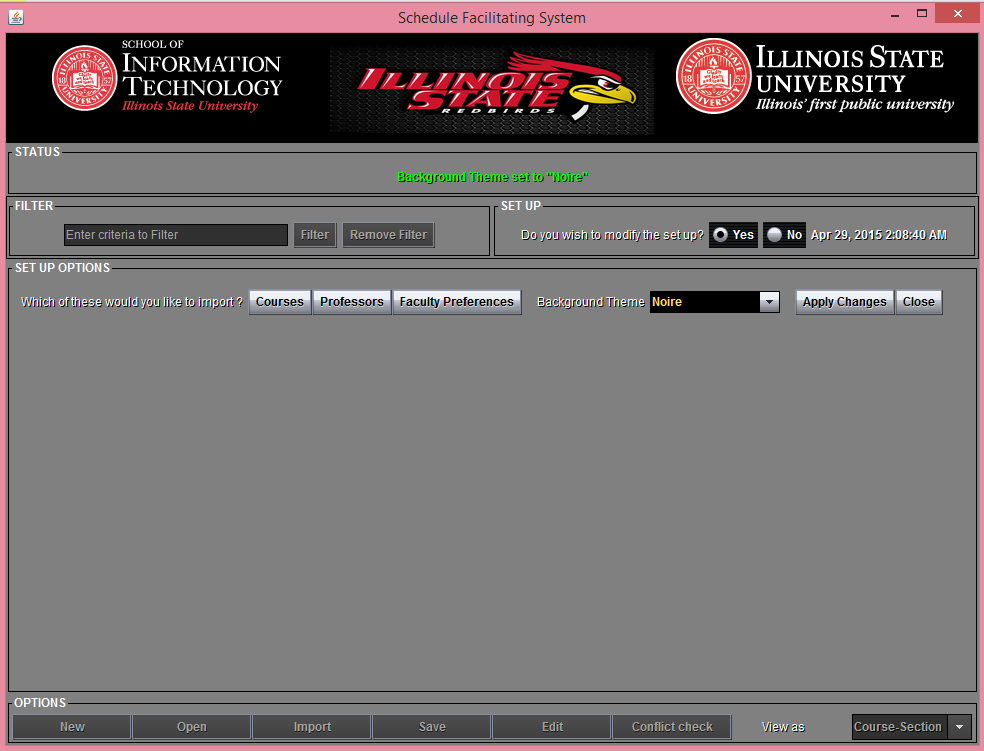 Schedule Facilitating System
SCHOOL OF
INFORMATION
TECHNOLOGY
Illinois State University
ILLINOIS
STATE
REDBIRDS
ILLINOIS STATE
UNIVERSITY
Illinois' first public university
STATUS
Background Theme set to "Noire"
FILTER
Enter criteria to Filter
Filter
Remove Filter
SET UP
Do you wish to modify the set up? Yes No Apr 29, 2015 2:08:40 AM
SET UP OPTIONS
Which of these would you like to import ? Courses Professors Faculty Preferences Background Theme Noire Apply Changes Close
OPTIONS
New Open Import Save Edit Conflict check View as Course-Section